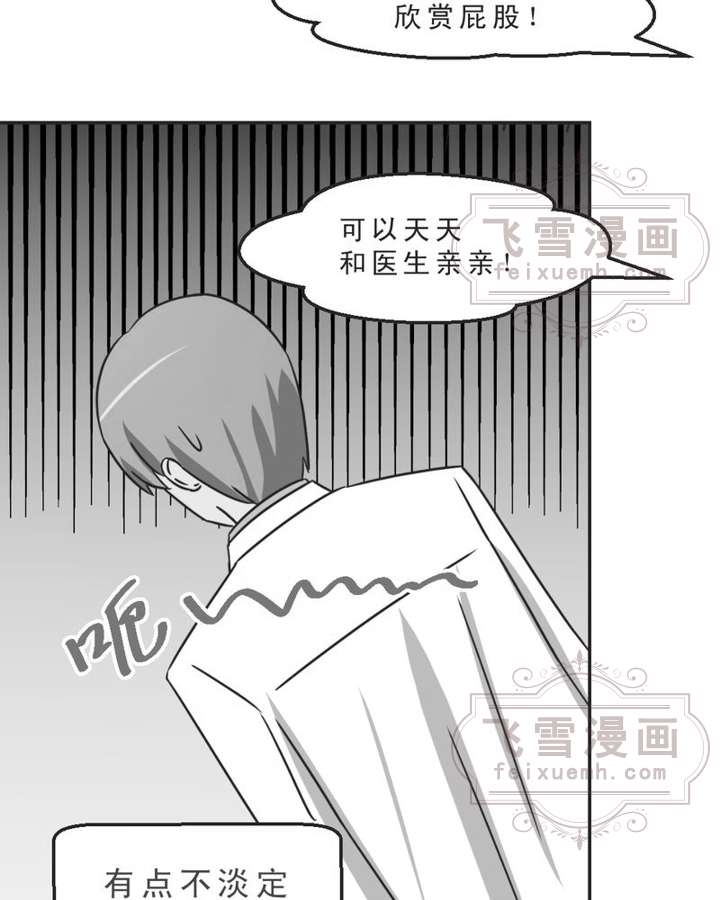 欣赏屁股！
可以天天
和医生亲亲！
飞雪漫画
feixuemh.com
呃
飞雪漫画
feixuemh.com
有点不淡定